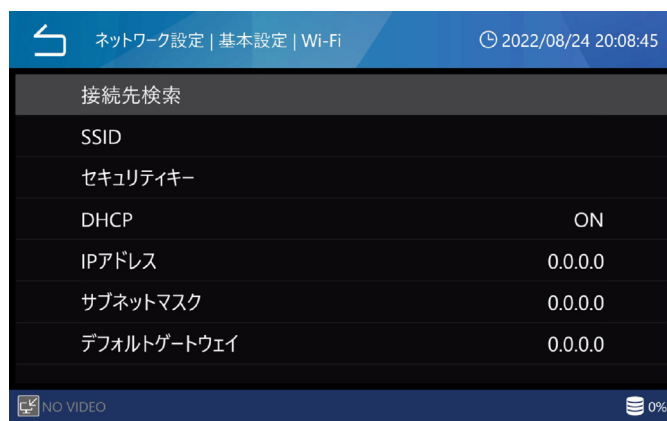 ネットワーク設定 | 基本設定 | Wi-Fi 2022/08/24 20:08:45
接続先検索
SSID
セキュリティキー
DHCP ON
IPアドレス 0.0.0.0
サブネットマスク 0.0.0.0
デフォルトゲートウェイ 0.0.0.0
NO VIDEO 0%